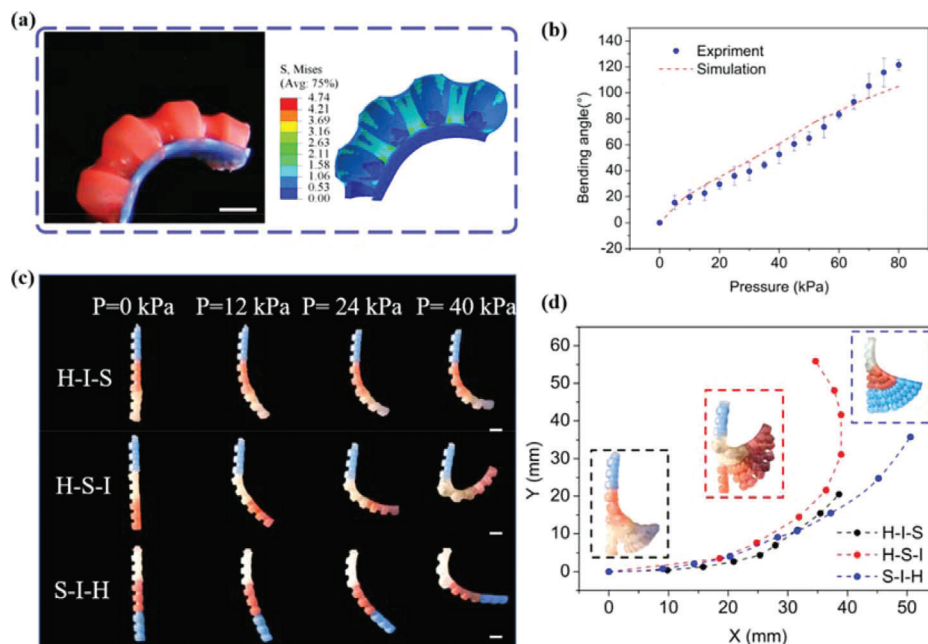 (a)
S, Mises
(Avg: 75%)
4.74
4.21
3.69
3.16
2.63
2.11
1.58
1.06
0.53
0.00
(b)
Bending angle(°)
140
120
100
80
60
40
20
0
-20
Expriment
Simulation
0 20 40 60 80
Pressure (kPa)
(c)
P=0 kPa P=12 kPa P= 24 kPa P= 40 kPa
H-I-S
H-S-I
S-I-H
(d)
Y (mm)
60
50
40
30
20
10
0
H-I-S
H-S-I
S-I-H
0 10 20 30 40 50
X (mm)